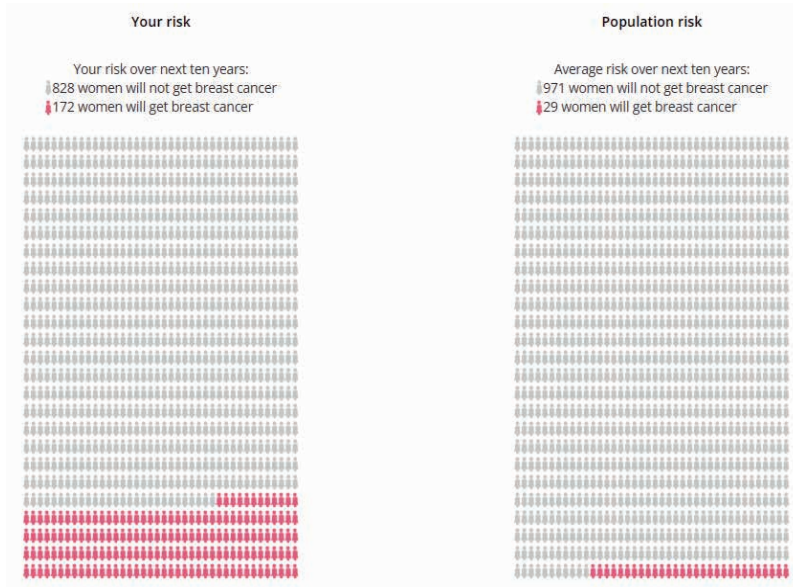 Your risk
Your risk over next ten years:
828 women will not get breast cancer
172 women will get breast cancer
Population risk
Average risk over next ten years:
971 women will not get breast cancer
29 women will get breast cancer